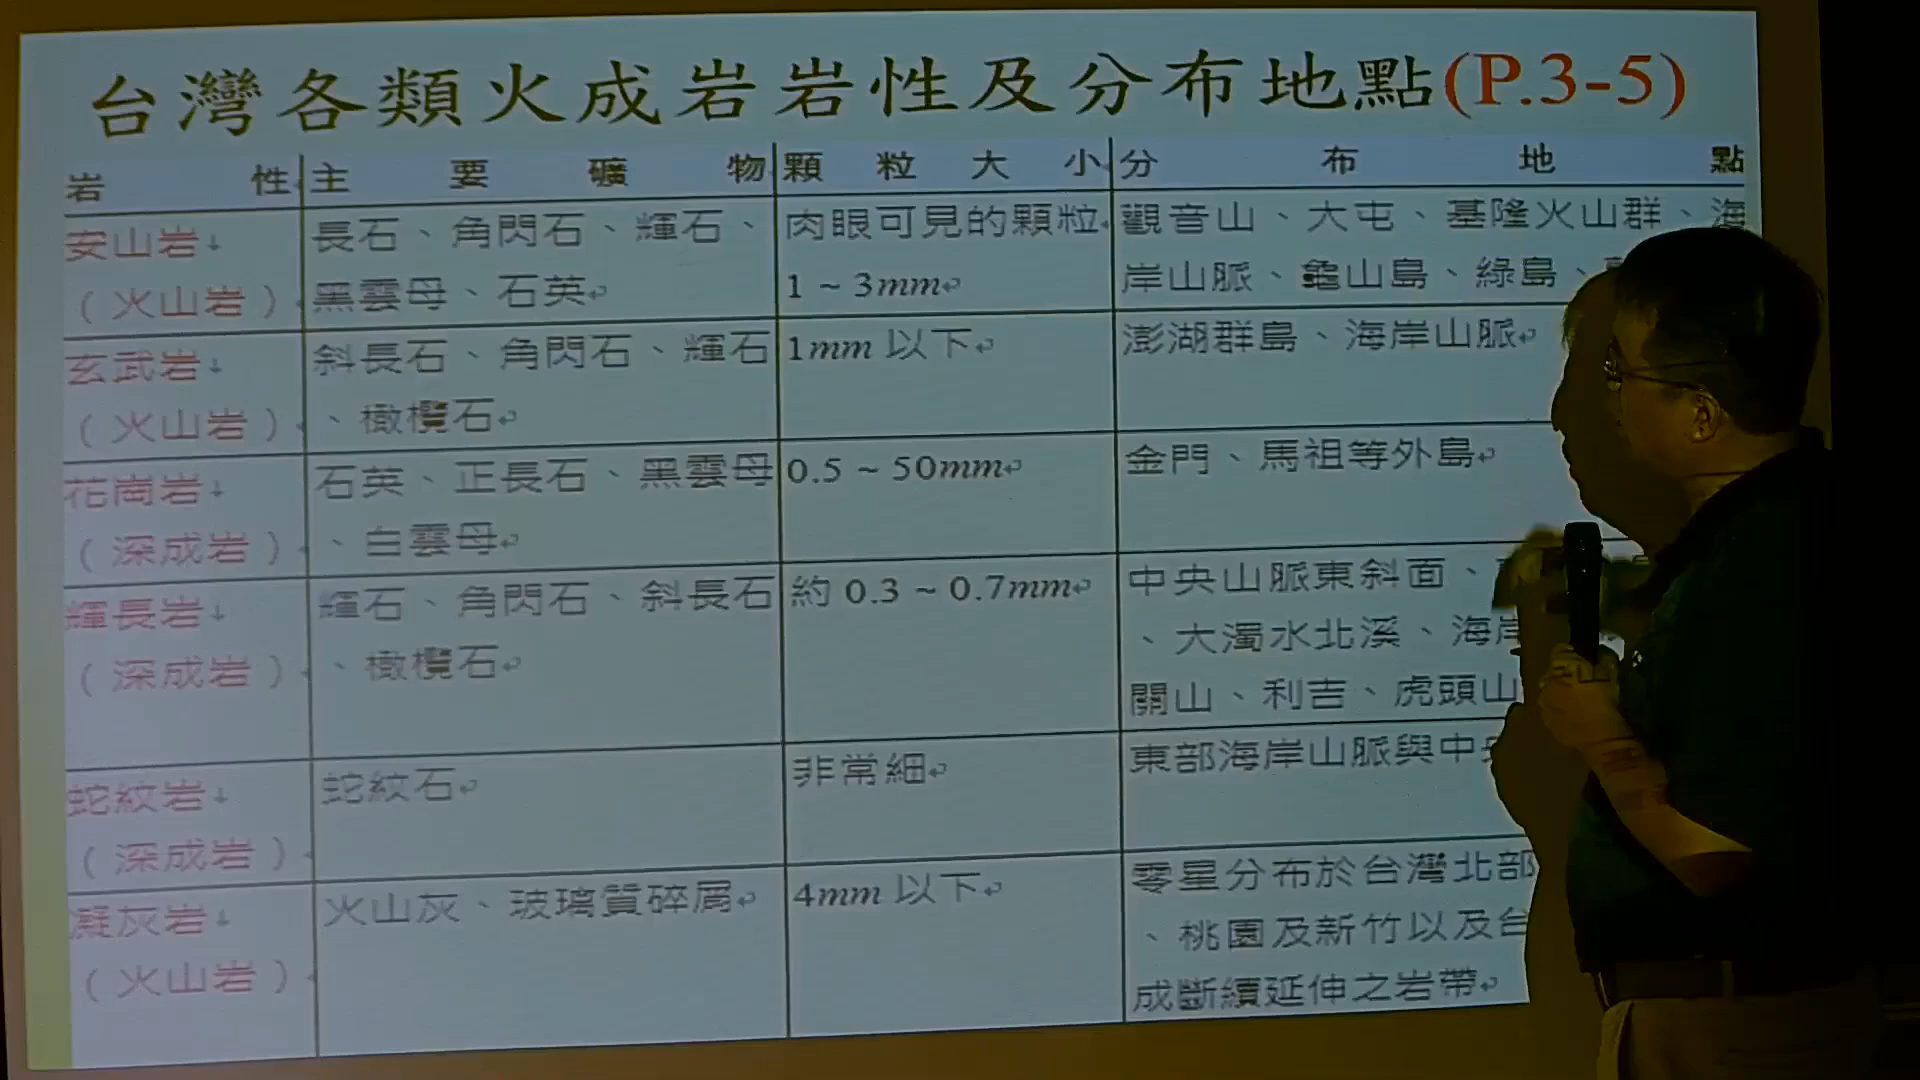 台灣各類火成岩岩性及分布地點(P.3-5)
岩性 主要礦物 顆粒大小 分布地點
安山岩
（火山岩）
長石、角閃石、輝石、
黑雲母、石英
肉眼可見的顆粒
1 ~ 3mm
觀音山、大屯、基隆火山群、海
岸山脈、龜山島、綠島、
玄武岩
（火山岩）
斜長石、角閃石、輝石
、橄欖石
1mm 以下
澎湖群島、海岸山脈
花崗岩
（深成岩）
石英、正長石、黑雲母
、白雲母
0.5 ~ 50mm
金門、馬祖等外島
輝長岩
（深成岩）
輝石、角閃石、斜長石
、橄欖石
約 0.3 ~ 0.7mm
中央山脈東斜面、
、大濁水北溪、海岸
關山、利吉、虎頭山
蛇紋岩
（深成岩）
蛇紋石
非常細
東部海岸山脈與中央
凝灰岩
（火山岩）
火山灰、玻璃質碎屑
4mm 以下
零星分布於台灣北部
、桃園及新竹以及台
成斷續延伸之岩帶